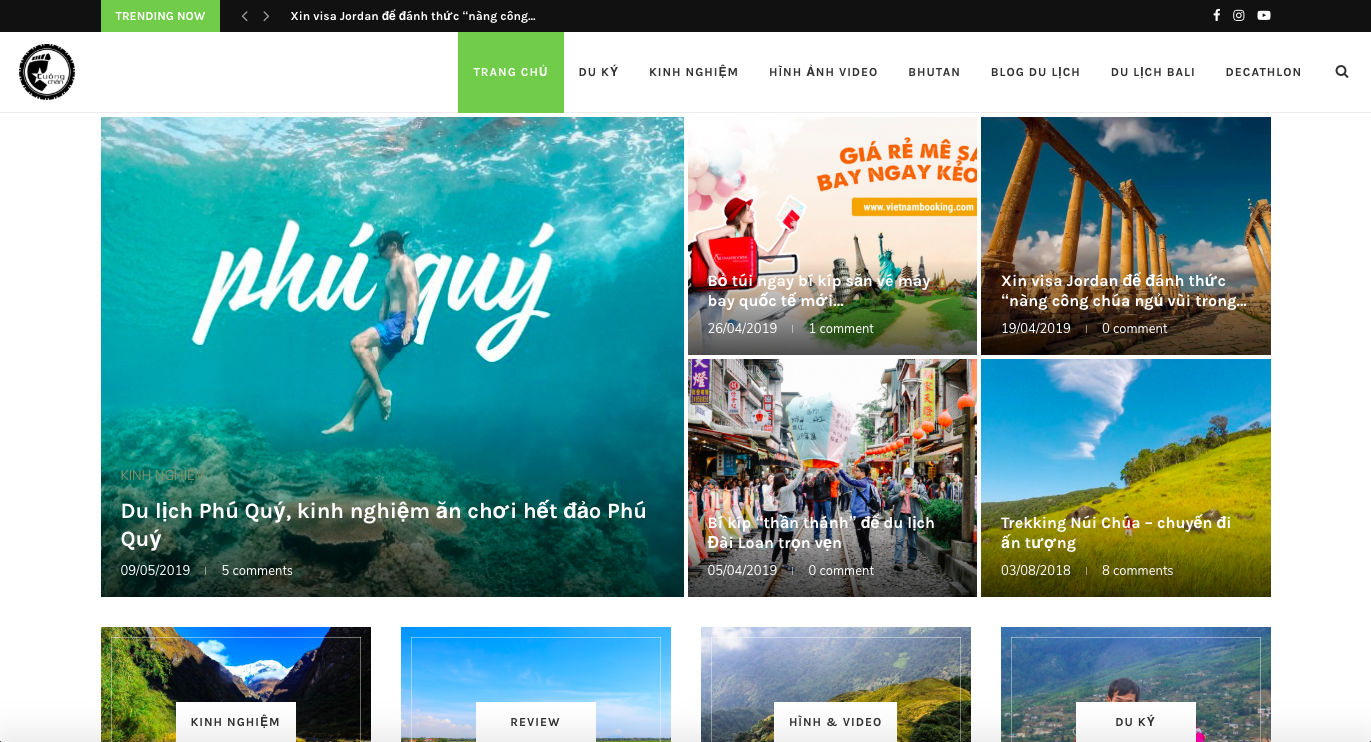 TRENDING NOW
Xin visa Jordan để đánh thức “nàng công...
Cuồng
chân
TRANG CHỦ
DU KÝ
KINH NGHIỆM
HÌNH ẢNH VIDEO
BHUTAN
BLOG DU LỊCH
DU LỊCH BALI
DECATHLON
phú quý
KINH NGHIỆM
Du lịch Phú Quý, kinh nghiệm ăn chơi hết đảo Phú
Quý
09/05/2019
5 comments
GIÁ RẺ MÊ
BAY NGAY KẺO
www.vietnambooking.com
Bỏ túi ngay bí kíp săn vé máy
bay quốc tế mới...
26/04/2019
1 comment
Xin visa Jordan để đánh thức
“nàng công chúa ngủ vùi trong...
19/04/2019
0 comment
Bí kíp “thần thánh” để du lịch
Đài Loan trọn vẹn
05/04/2019
0 comment
Trekking Núi Chúa – chuyến đi
ấn tượng
03/08/2018
8 comments
KINH NGHIỆM
REVIEW
HÌNH & VIDEO
DU KÝ